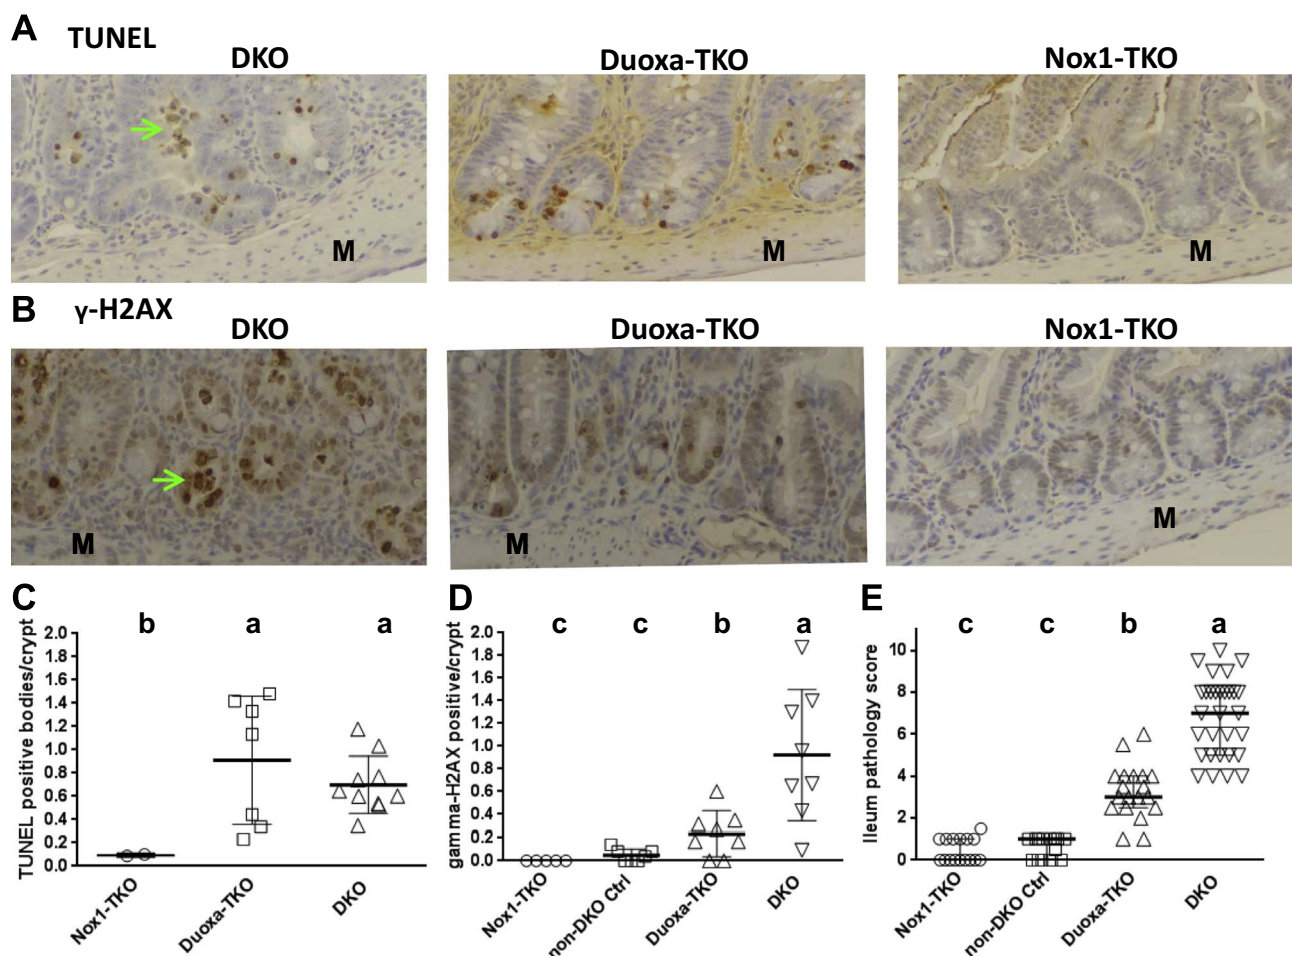 A TUNEL
DKO Duoxa-TKO Nox1-TKO
M M M
B γ-H2AX
DKO Duoxa-TKO Nox1-TKO
M M M
C
b a a
TUNEL positive bodies/crypt
2.0
1.8
1.6
1.4
1.2
1.0
0.8
0.6
0.4
0.2
0.0
Nox1-TKO Duoxa-TKO DKO
D
c c b a
gamma-H2AX positive/crypt
2.0
1.8
1.6
1.4
1.2
1.0
0.8
0.6
0.4
0.2
0.0
Nox1-TKO non-DKO Ctrl Duoxa-TKO DKO
E
c c b a
Ileum pathology score
10
8
6
4
2
0
Nox1-TKO non-DKO Ctrl Duoxa-TKO DKO